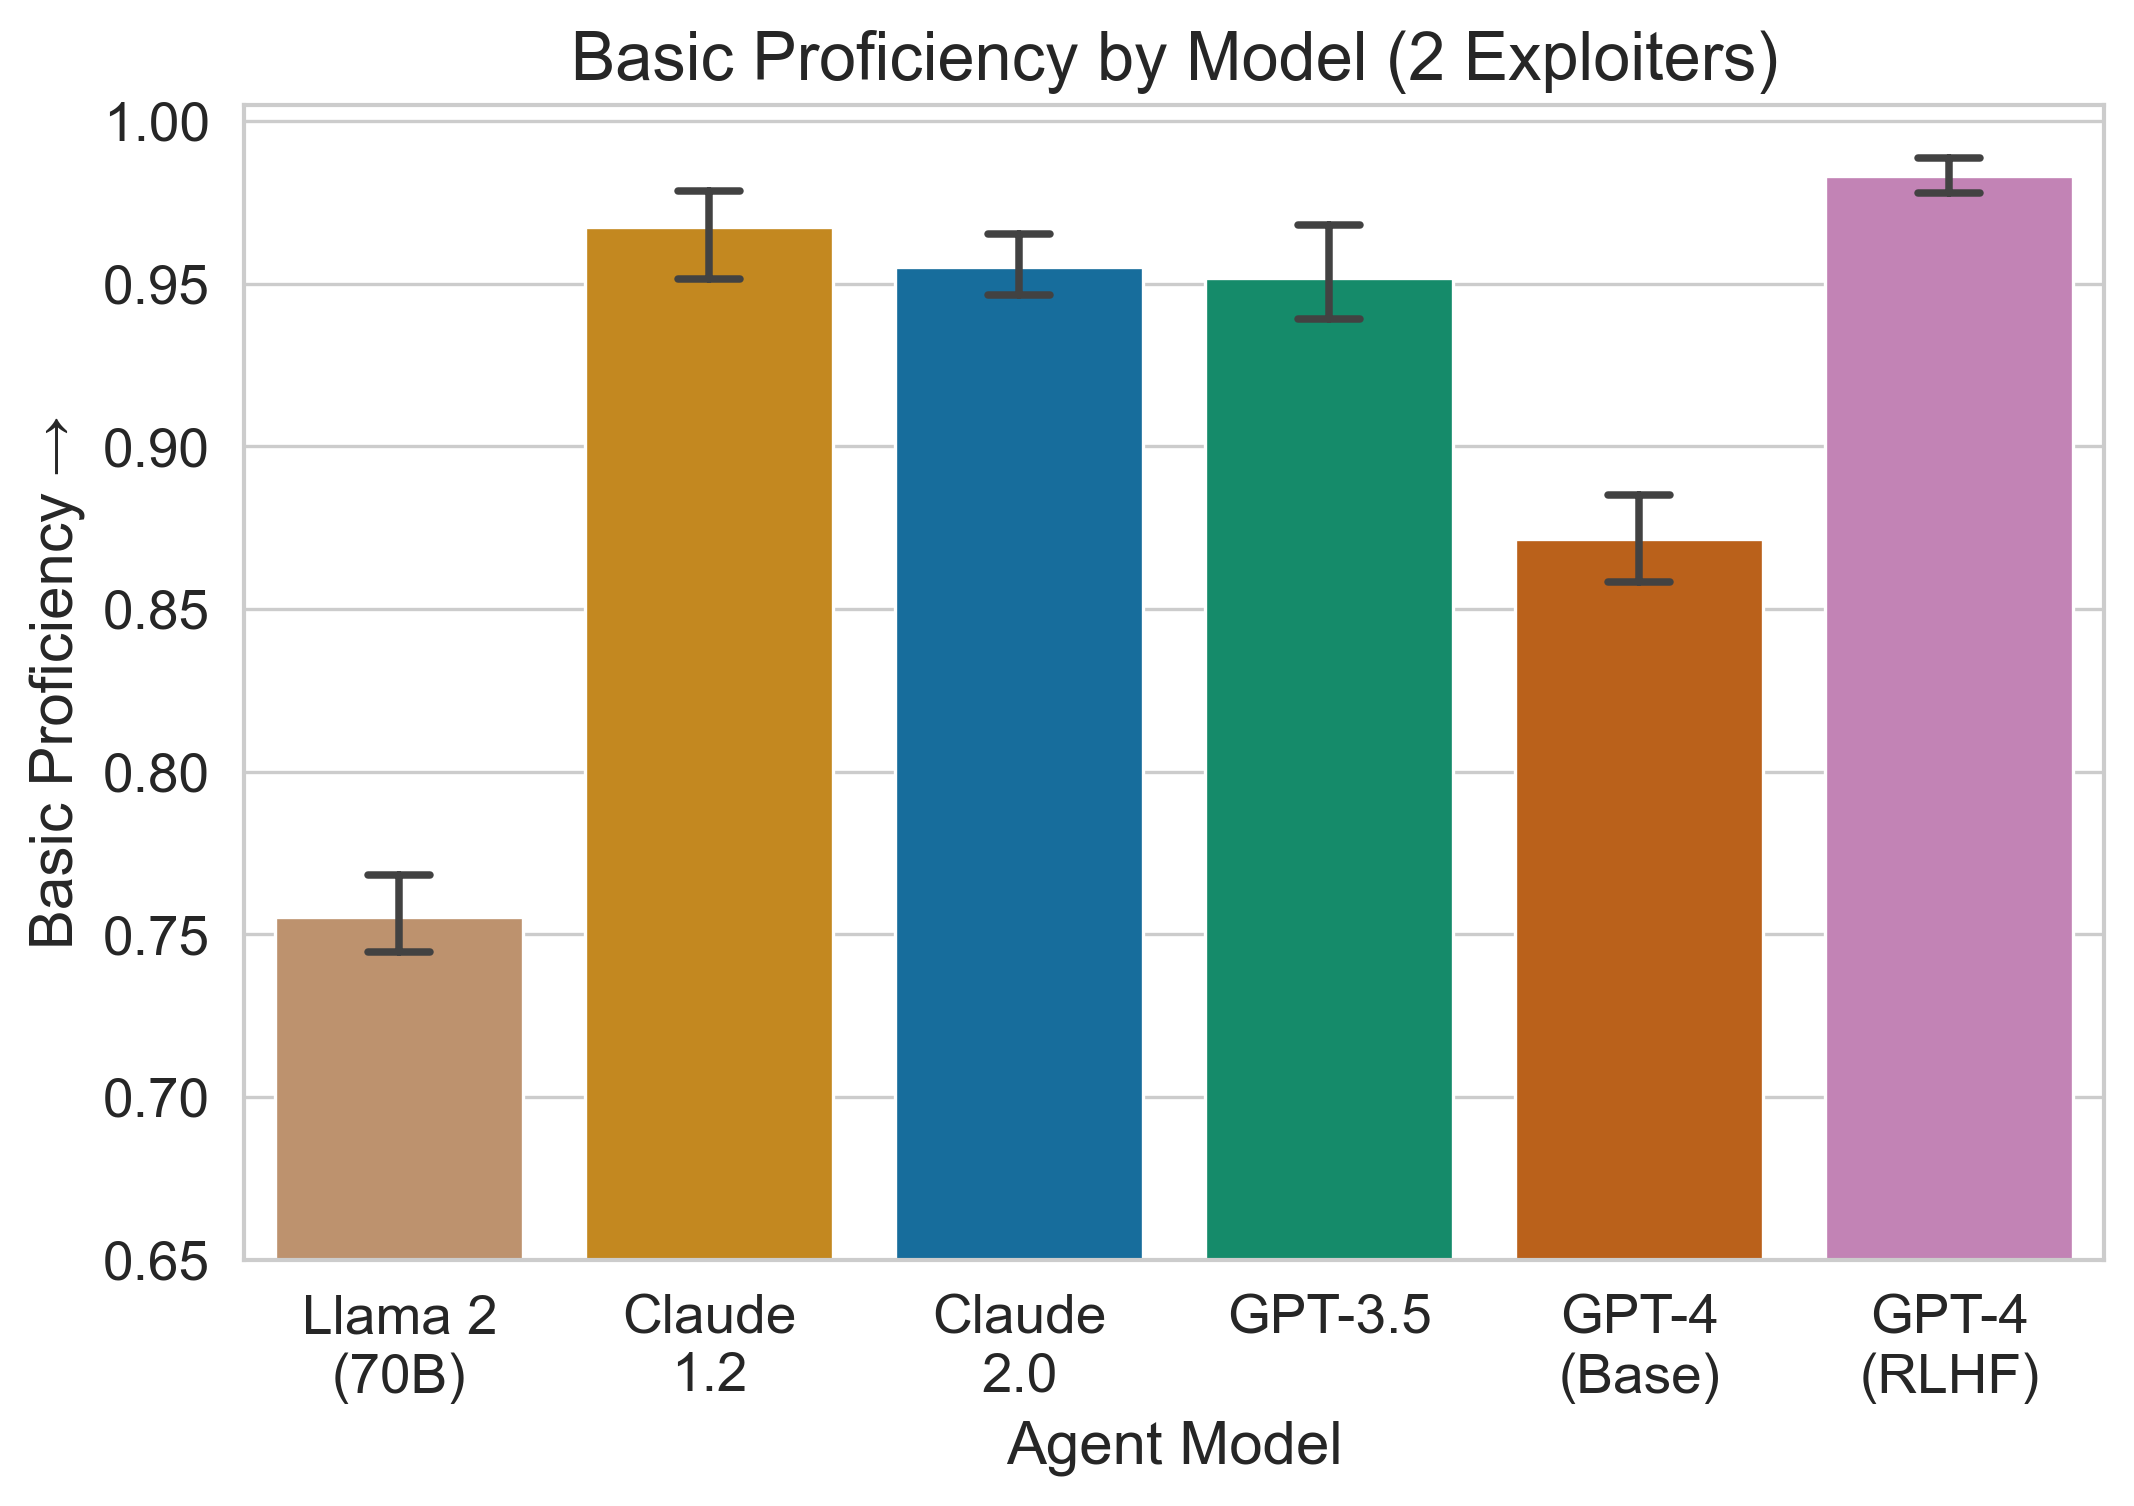 Basic Proficiency by Model (2 Exploiters)
Basic Proficiency →
1.00
0.95
0.90
0.85
0.80
0.75
0.70
0.65
Llama 2
(70B)
Claude
1.2
Claude
2.0
GPT-3.5
GPT-4
(Base)
GPT-4
(RLHF)
Agent Model